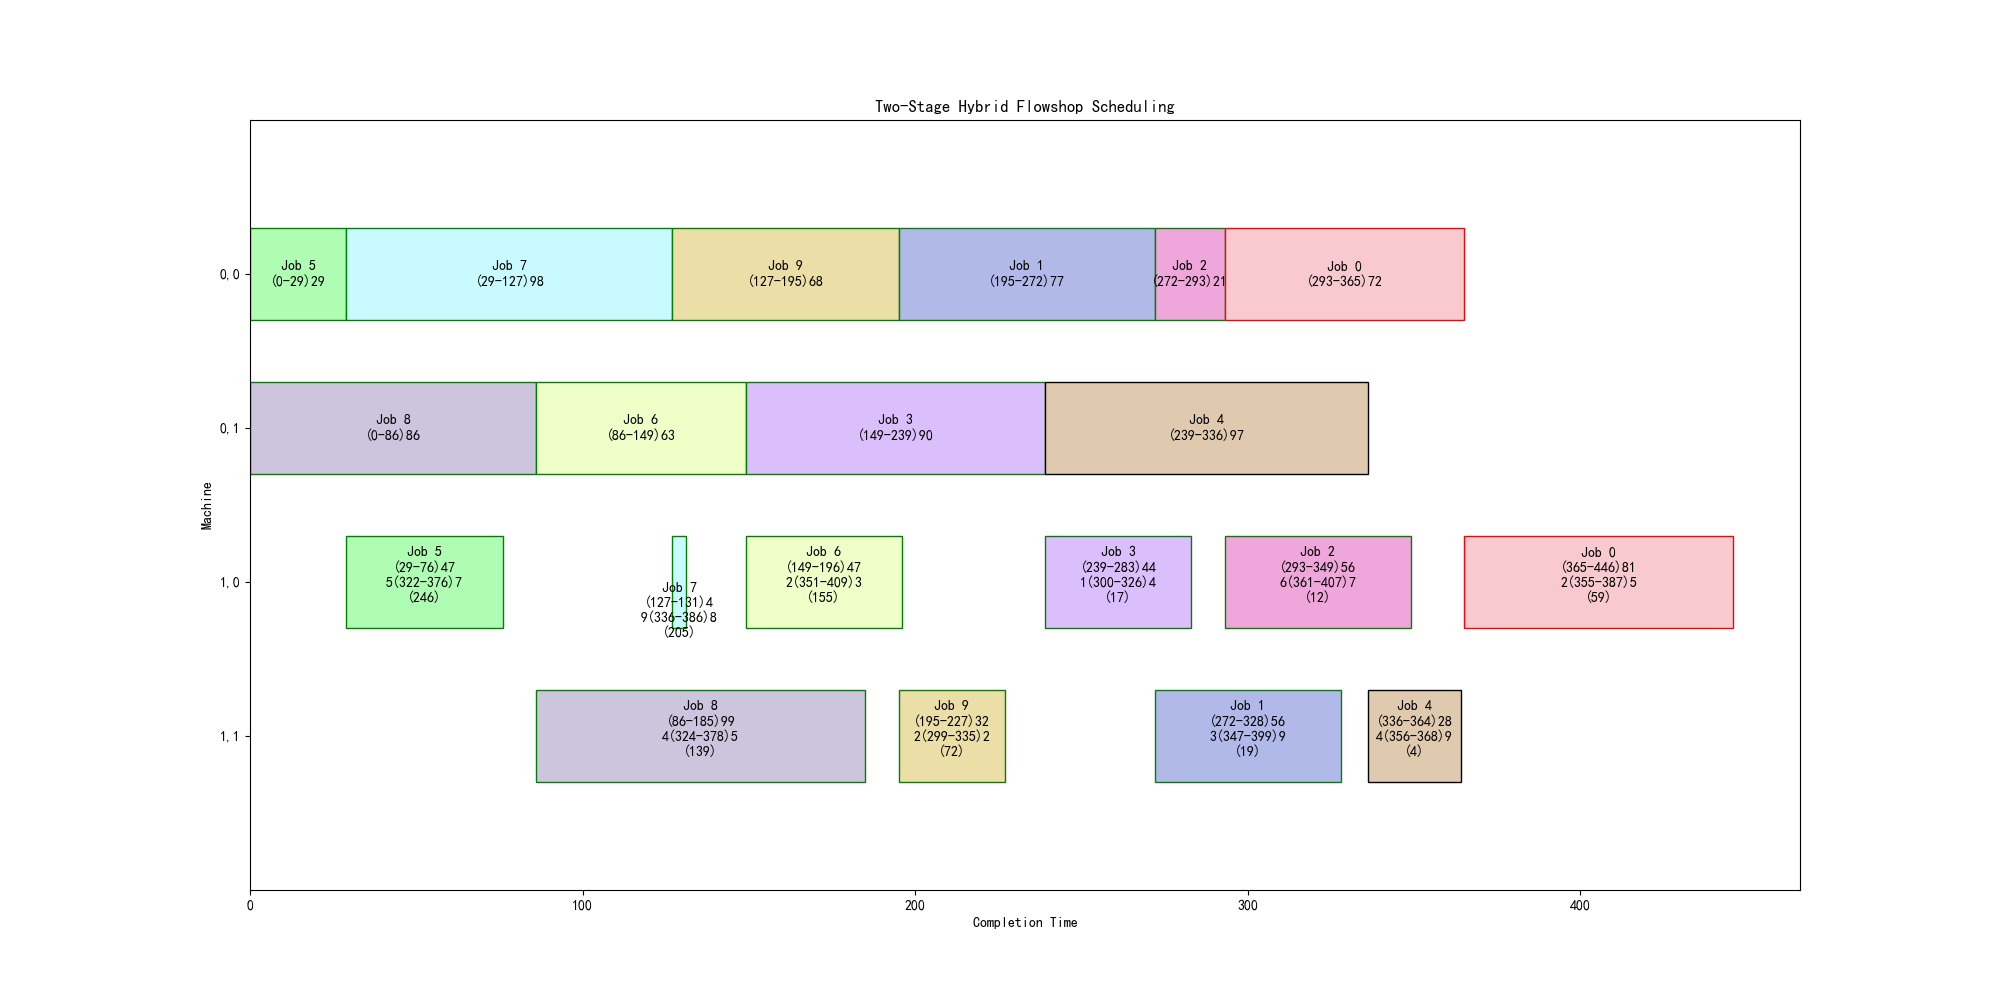 Two-Stage Hybrid Flowshop Scheduling
Machine
0,0
Job 5
(0-29)29
Job 7
(29-127)98
Job 9
(127-195)68
Job 1
(195-272)77
Job 2
(272-293)21
Job 0
(293-365)72
0,1
Job 8
(0-86)86
Job 6
(86-149)63
Job 3
(149-239)90
Job 4
(239-336)97
1,0
Job 5
(29-76)47
5(322-376)7
(246)
Job 7
(127-131)4
9(336-386)8
(205)
Job 6
(149-196)47
2(351-409)3
(155)
Job 3
(239-283)44
1(300-326)4
(17)
Job 2
(293-349)56
6(361-407)7
(12)
Job 0
(365-446)81
2(355-387)5
(59)
1,1
Job 8
(86-185)99
4(324-378)5
(139)
Job 9
(195-227)32
2(299-335)2
(72)
Job 1
(272-328)56
3(347-399)9
(19)
Job 4
(336-364)28
4(356-368)9
(4)
0
100
200
300
400
Completion Time